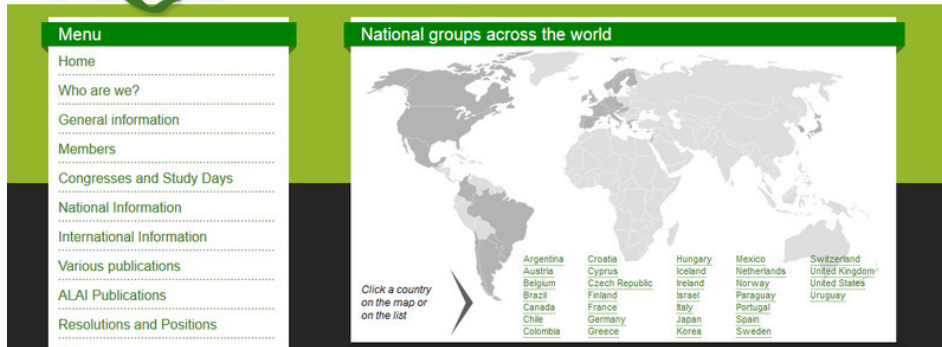 Menu
Home
Who are we?
General information
Members
Congresses and Study Days
National Information
International Information
Various publications
ALAI Publications
Resolutions and Positions
National groups across the world
Click a country
on the map or
on the list
Argentina
Austria
Belgium
Brazil
Canada
Chile
Colombia
Croatia
Cyprus
Czech Republic
Finland
France
Germany
Greece
Hungary
Iceland
Ireland
Israel
Italy
Japan
Korea
Mexico
Netherlands
Norway
Paraguay
Portugal
Spain
Sweden
Switzerland
United Kingdom
United States
Uruguay